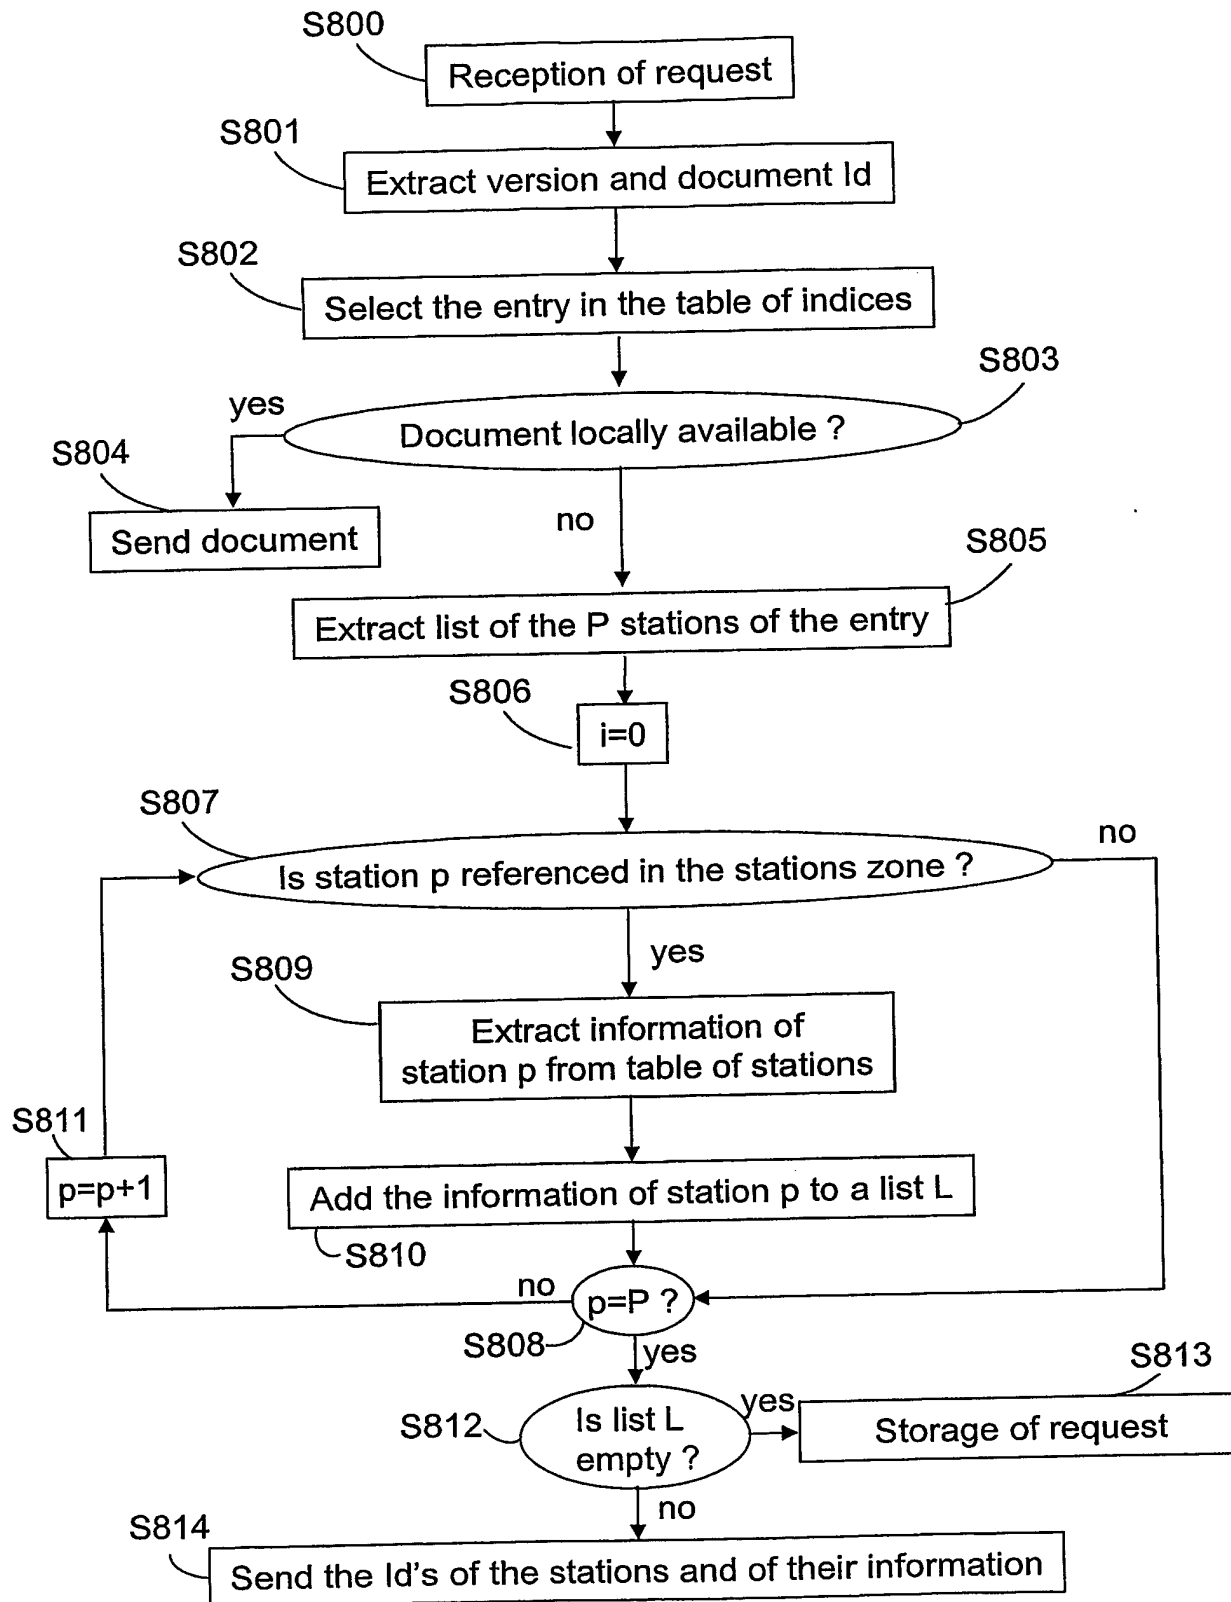 S800
Reception of request
S801
Extract version and document Id
S802
Select the entry in the table of indices
S803
yes
Document locally available ?
S804
Send document
no
S805
Extract list of the P stations of the entry
S806
i=0
S807
no
Is station p referenced in the stations zone ?
yes
S809
Extract information of
station p from table of stations
S811
p=p+1
Add the information of station p to a list L
S810
no
p=P ?
S808
yes
S813
S812
Is list L
empty ?
yes
Storage of request
no
S814
Send the Id's of the stations and of their information